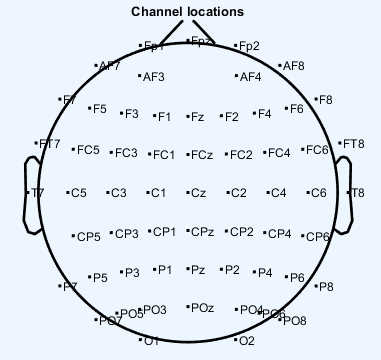 Channel locations
Fp1 Fpz Fp2
AF7 AF8
AF3 AF4
F7 F5 F3 F1 Fz F2 F4 F6 F8
FT7 FC5 FC3 FC1 FCz FC2 FC4 FC6 FT8
T7 C5 C3 C1 Cz C2 C4 C6 T8
CP5 CP3 CP1 CPz CP2 CP4 CP6
P7 P5 P3 P1 Pz P2 P4 P6 P8
PO7 PO5 PO3 POz PO4 PO6 PO8
O1 O2